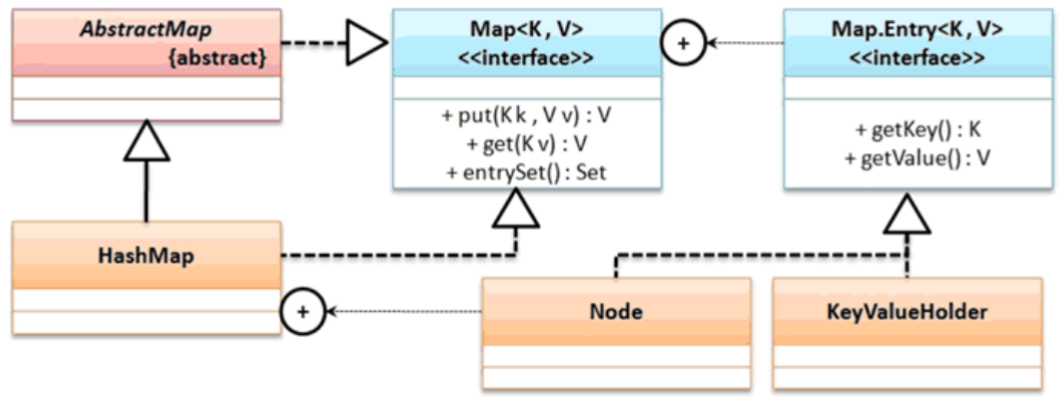 AbstractMap
{abstract}
Map<K, V>
<<interface>>
+ put(K k , V v) : V
+ get(K v) : V
+ entrySet() : Set
+
Map.Entry<K, V>
<<interface>>
+ getKey() : K
+ getValue() : V
HashMap
+
Node
KeyValueHolder